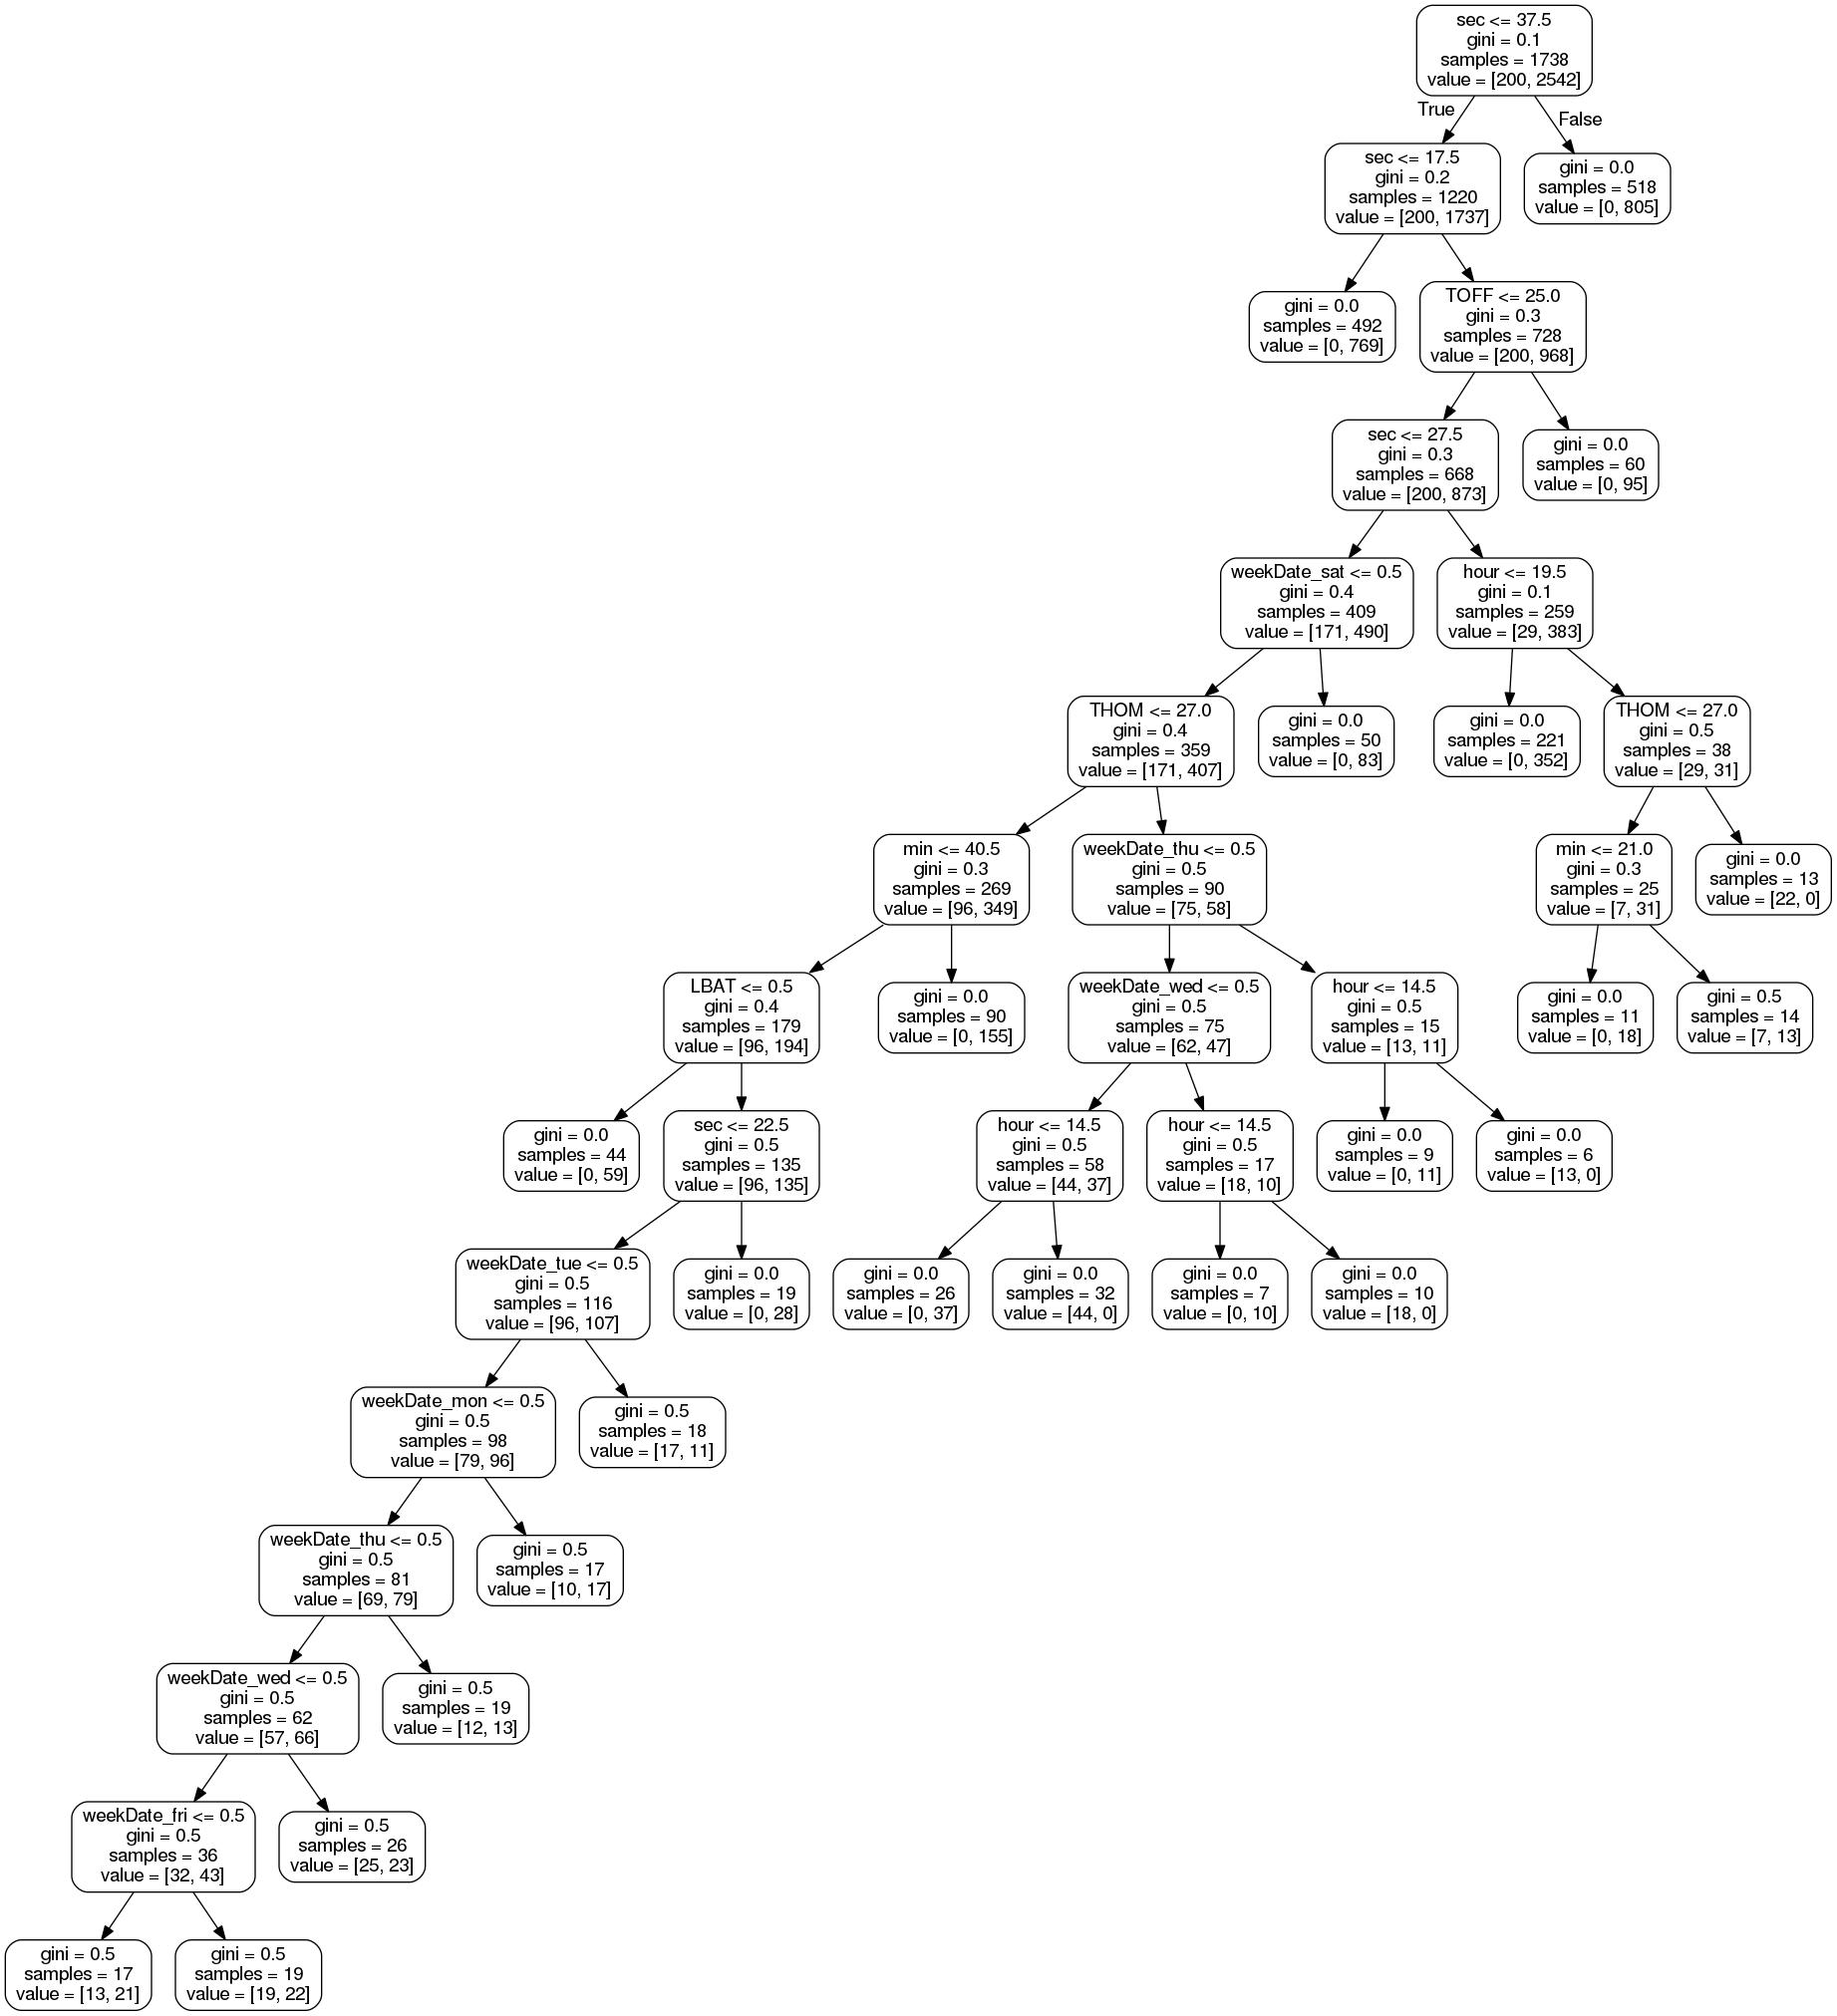 sec <= 37.5
gini = 0.1
samples = 1738
value = [200, 2542]
True
False
sec <= 17.5
gini = 0.2
samples = 1220
value = [200, 1737]
gini = 0.0
samples = 518
value = [0, 805]
gini = 0.0
samples = 492
value = [0, 769]
TOFF <= 25.0
gini = 0.3
samples = 728
value = [200, 968]
sec <= 27.5
gini = 0.3
samples = 668
value = [200, 873]
gini = 0.0
samples = 60
value = [0, 95]
weekDate_sat <= 0.5
gini = 0.4
samples = 409
value = [171, 490]
hour <= 19.5
gini = 0.1
samples = 259
value = [29, 383]
THOM <= 27.0
gini = 0.4
samples = 359
value = [171, 407]
gini = 0.0
samples = 50
value = [0, 83]
gini = 0.0
samples = 221
value = [0, 352]
THOM <= 27.0
gini = 0.5
samples = 38
value = [29, 31]
min <= 40.5
gini = 0.3
samples = 269
value = [96, 349]
weekDate_thu <= 0.5
gini = 0.5
samples = 90
value = [75, 58]
min <= 21.0
gini = 0.3
samples = 25
value = [7, 31]
gini = 0.0
samples = 13
value = [22, 0]
LBAT <= 0.5
gini = 0.4
samples = 179
value = [96, 194]
gini = 0.0
samples = 90
value = [0, 155]
weekDate_wed <= 0.5
gini = 0.5
samples = 75
value = [62, 47]
hour <= 14.5
gini = 0.5
samples = 15
value = [13, 11]
gini = 0.0
samples = 11
value = [0, 18]
gini = 0.5
samples = 14
value = [7, 13]
gini = 0.0
samples = 44
value = [0, 59]
sec <= 22.5
gini = 0.5
samples = 135
value = [96, 135]
hour <= 14.5
gini = 0.5
samples = 58
value = [44, 37]
hour <= 14.5
gini = 0.5
samples = 17
value = [18, 10]
gini = 0.0
samples = 9
value = [0, 11]
gini = 0.0
samples = 6
value = [13, 0]
weekDate_tue <= 0.5
gini = 0.5
samples = 116
value = [96, 107]
gini = 0.0
samples = 19
value = [0, 28]
gini = 0.0
samples = 26
value = [0, 37]
gini = 0.0
samples = 32
value = [44, 0]
gini = 0.0
samples = 7
value = [0, 10]
gini = 0.0
samples = 10
value = [18, 0]
weekDate_mon <= 0.5
gini = 0.5
samples = 98
value = [79, 96]
gini = 0.5
samples = 18
value = [17, 11]
weekDate_thu <= 0.5
gini = 0.5
samples = 81
value = [69, 79]
gini = 0.5
samples = 17
value = [10, 17]
weekDate_wed <= 0.5
gini = 0.5
samples = 62
value = [57, 66]
gini = 0.5
samples = 19
value = [12, 13]
weekDate_fri <= 0.5
gini = 0.5
samples = 36
value = [32, 43]
gini = 0.5
samples = 26
value = [25, 23]
gini = 0.5
samples = 17
value = [13, 21]
gini = 0.5
samples = 19
value = [19, 22]